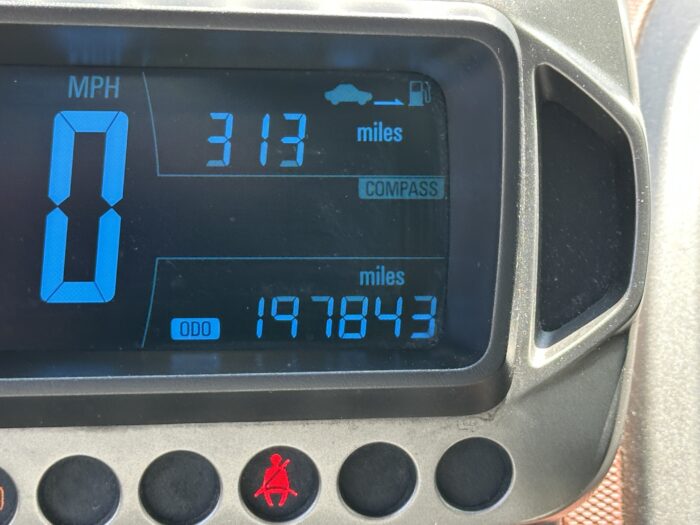 MPH
0
313 miles
COMPASS
miles
ODO 197843